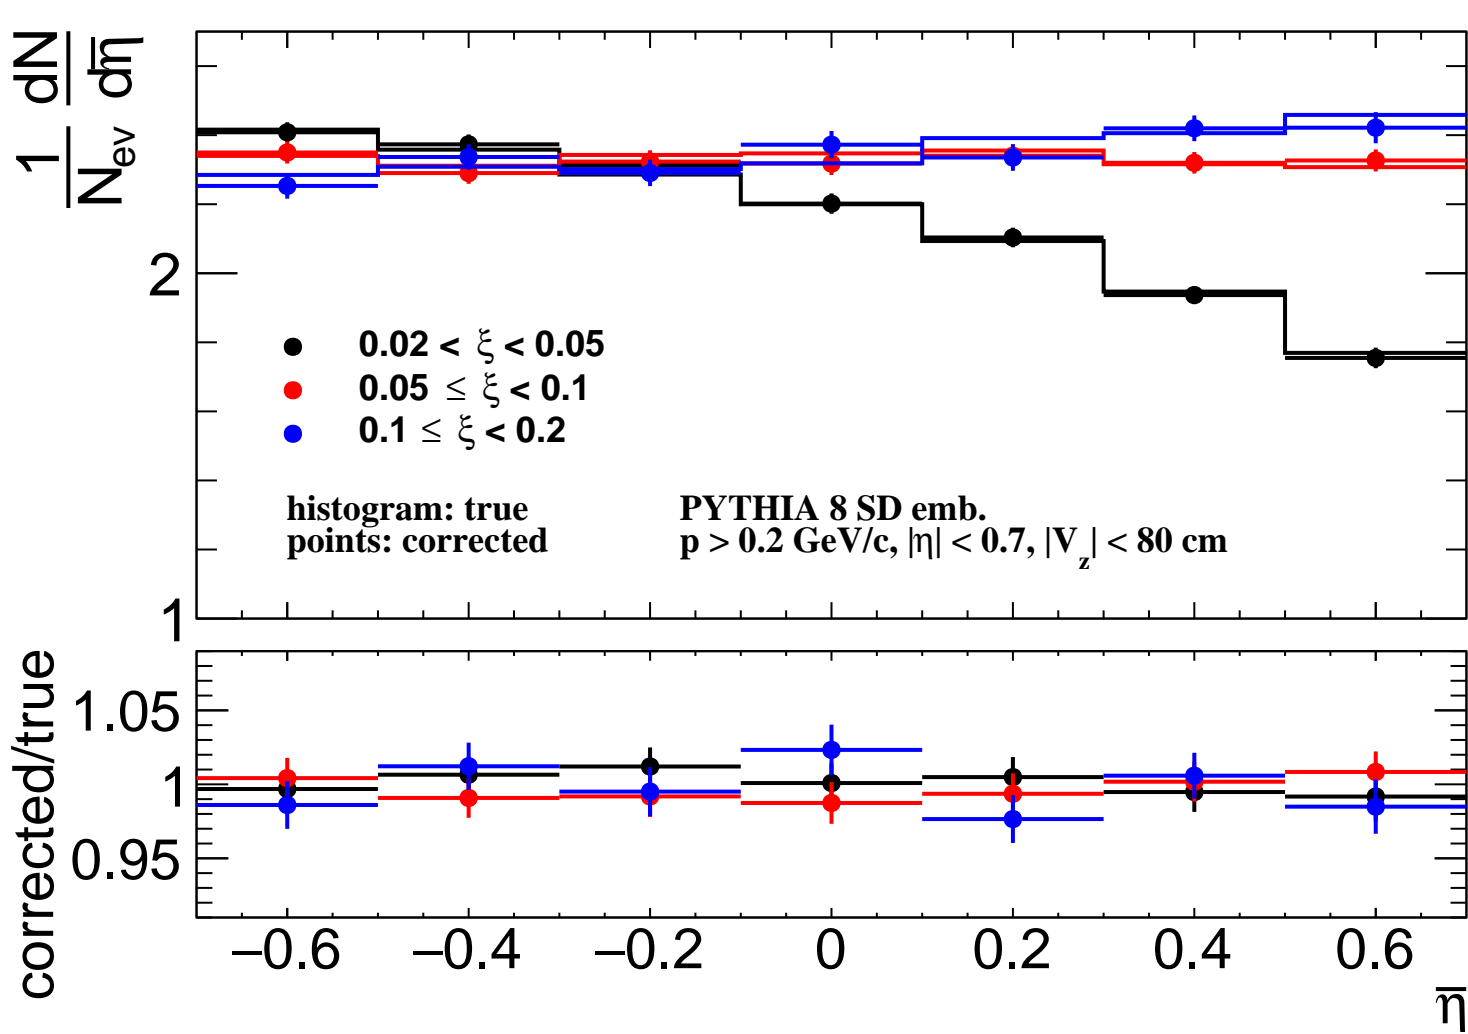 1 dN
N_ev dη̅
2
0.02 < ξ < 0.05
0.05 ≤ ξ < 0.1
0.1 ≤ ξ < 0.2
histogram: true PYTHIA 8 SD emb.
points: corrected p > 0.2 GeV/c, |η| < 0.7, |V_z| < 80 cm
1
corrected/true
1.05
1
0.95
−0.6 −0.4 −0.2 0 0.2 0.4 0.6
η̅